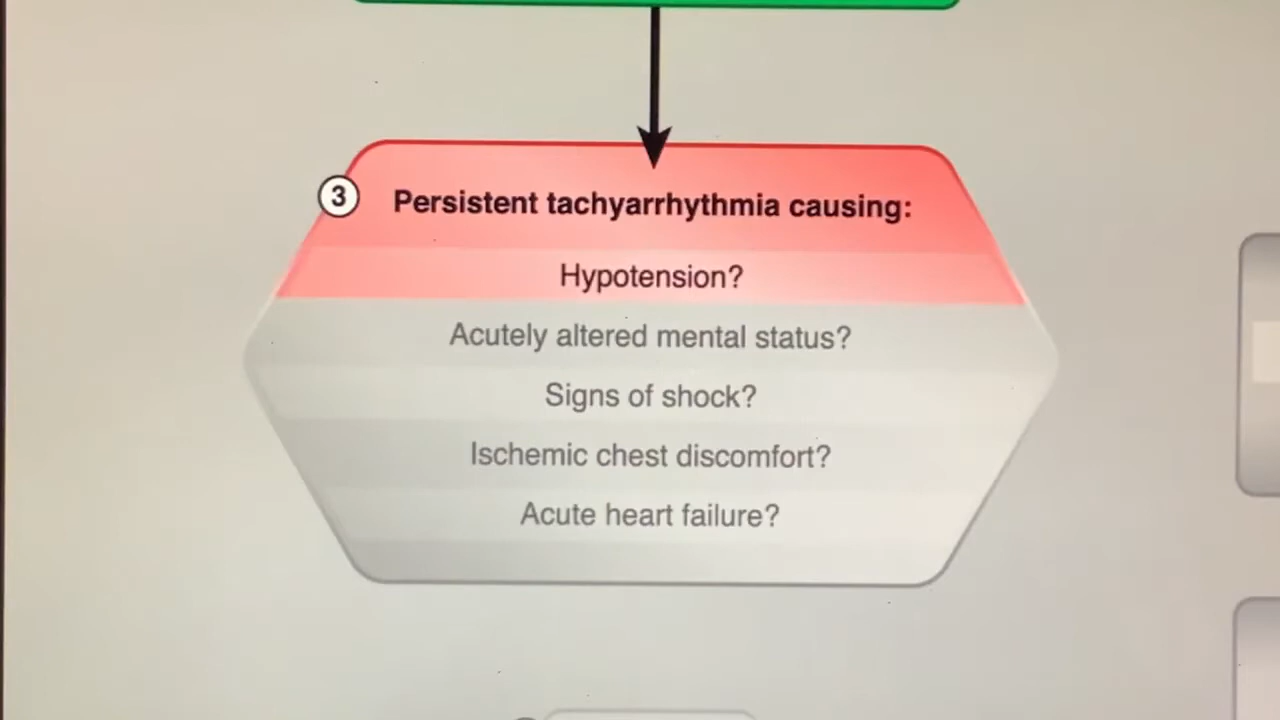 3
Persistent tachyarrhythmia causing:
Hypotension?
Acutely altered mental status?
Signs of shock?
Ischemic chest discomfort?
Acute heart failure?